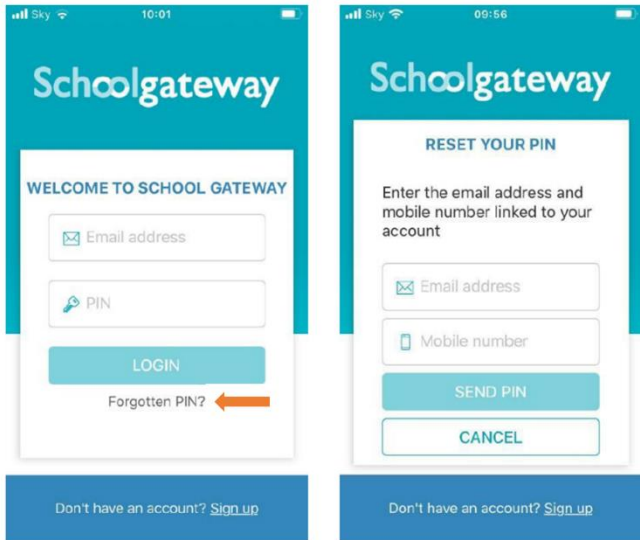 Sky 10:01
Schoolgateway
WELCOME TO SCHOOL GATEWAY
Email address
PIN
LOGIN
Forgotten PIN?
Don't have an account? Sign up
Sky 09:56
Schoolgateway
RESET YOUR PIN
Enter the email address and
mobile number linked to your
account
Email address
Mobile number
SEND PIN
CANCEL
Don't have an account? Sign up